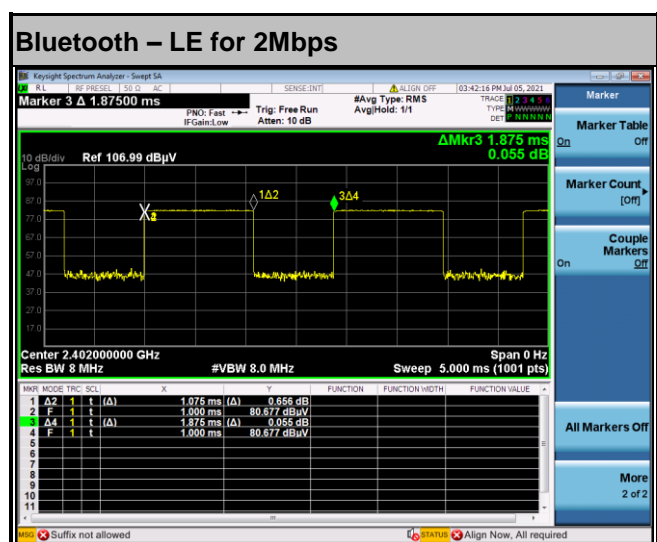 Bluetooth – LE for 2Mbps
Keysight Spectrum Analyzer - Swept SA
RL RF PRESEL 50 Ω AC SENSE:INT ALIGN OFF 03:42:16 PM Jul 05, 2021
Marker 3 Δ 1.87500 ms
PNO: Fast Trig: Free Run #Avg Type: RMS TRACE 1 2 3 4 5 6
IFGain:Low Atten: 10 dB Avg|Hold: 1/1 TYPE MWWWWW
DET P NNNNN
Marker
ΔMkr3 1.875 ms
0.055 dB
10 dB/div Ref 106.99 dBµV
Log
97.0
87.0
77.0
67.0
57.0
47.0
37.0
27.0
17.0
1Δ2
3Δ4
Center 2.402000000 GHz Span 0 Hz
Res BW 8 MHz #VBW 8.0 MHz Sweep 5.000 ms (1001 pts)
MKR MODE TRC SCL X Y FUNCTION FUNCTION WIDTH FUNCTION VALUE
1 Δ2 1 t (Δ) 1.075 ms (Δ) 0.656 dB
2 F 1 t 1.000 ms 80.677 dBµV
3 Δ4 1 t (Δ) 1.875 ms (Δ) 0.055 dB
4 F 1 t 1.000 ms 80.677 dBµV
5
6
7
8
9
10
11
Marker Table
On Off
Marker Count
[Off]
Couple
Markers
On Off
All Markers Off
More
2 of 2
MSG Suffix not allowed STATUS Align Now, All required